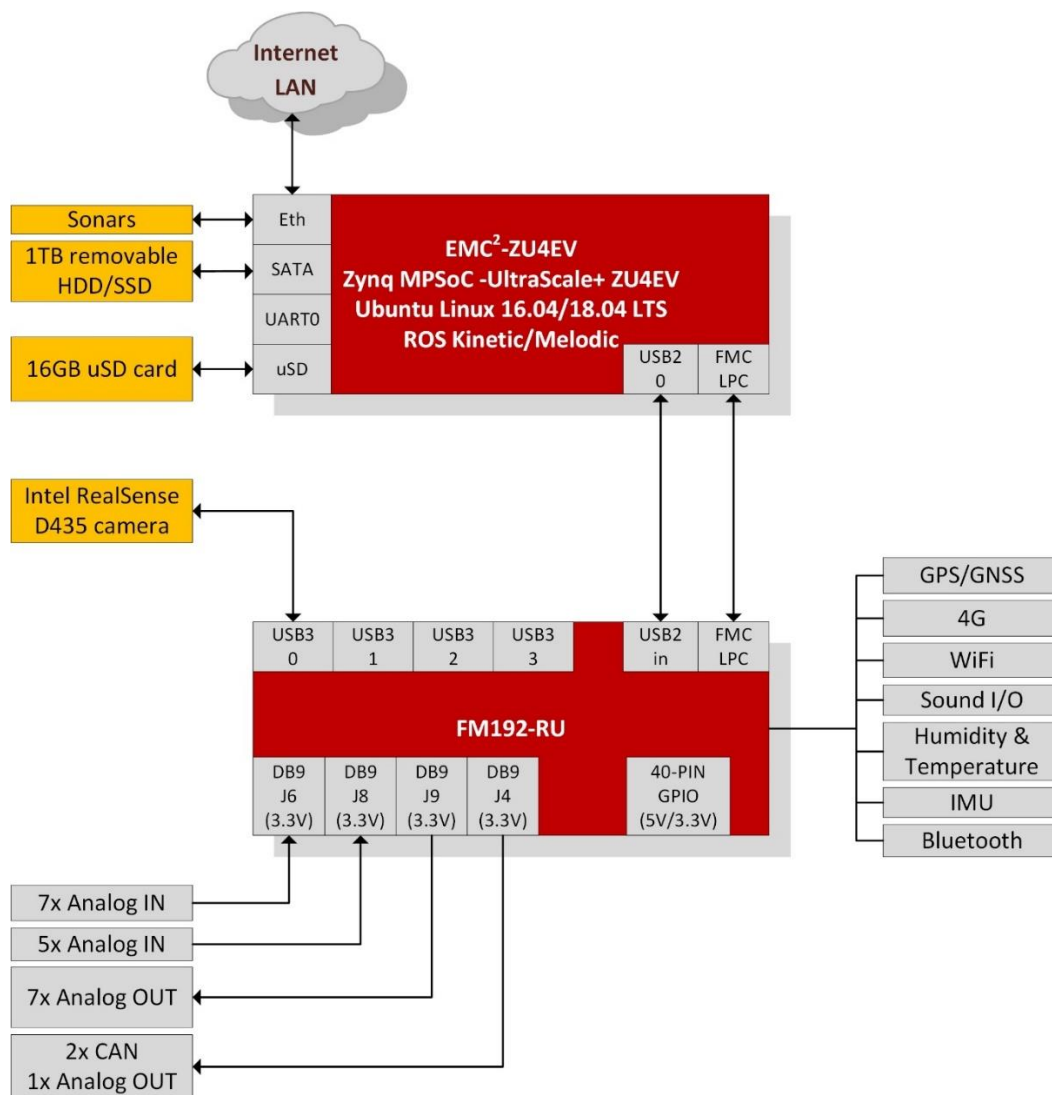 Internet
LAN
Sonars
Eth
1TB removable
HDD/SSD
SATA
UART0
16GB uSD card
uSD
EMC²-ZU4EV
Zynq MPSoC -UltraScale+ ZU4EV
Ubuntu Linux 16.04/18.04 LTS
ROS Kinetic/Melodic
USB2
0
FMC
LPC
Intel RealSense
D435 camera
USB3
0
USB3
1
USB3
2
USB3
3
USB2
in
FMC
LPC
FM192-RU
DB9
J6
(3.3V)
DB9
J8
(3.3V)
DB9
J9
(3.3V)
DB9
J4
(3.3V)
40-PIN
GPIO
(5V/3.3V)
GPS/GNSS
4G
WiFi
Sound I/O
Humidity &
Temperature
IMU
Bluetooth
7x Analog IN
5x Analog IN
7x Analog OUT
2x CAN
1x Analog OUT